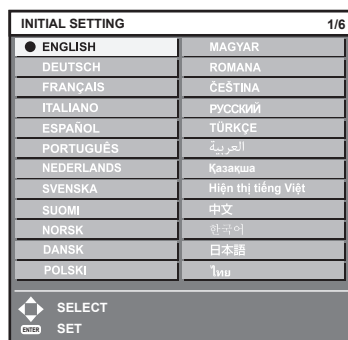 INITIAL SETTING 1/6
ENGLISH
DEUTSCH
FRANÇAIS
ITALIANO
ESPAÑOL
PORTUGUÊS
NEDERLANDS
SVENSKA
SUOMI
NORSK
DANSK
POLSKI
MAGYAR
ROMANA
ČEŠTINA
РУССКИЙ
TÜRKÇE
العربية
Қазақша
Hiện thị tiếng Việt
中文
한국어
日本語
ไทย
SELECT
ENTER SET